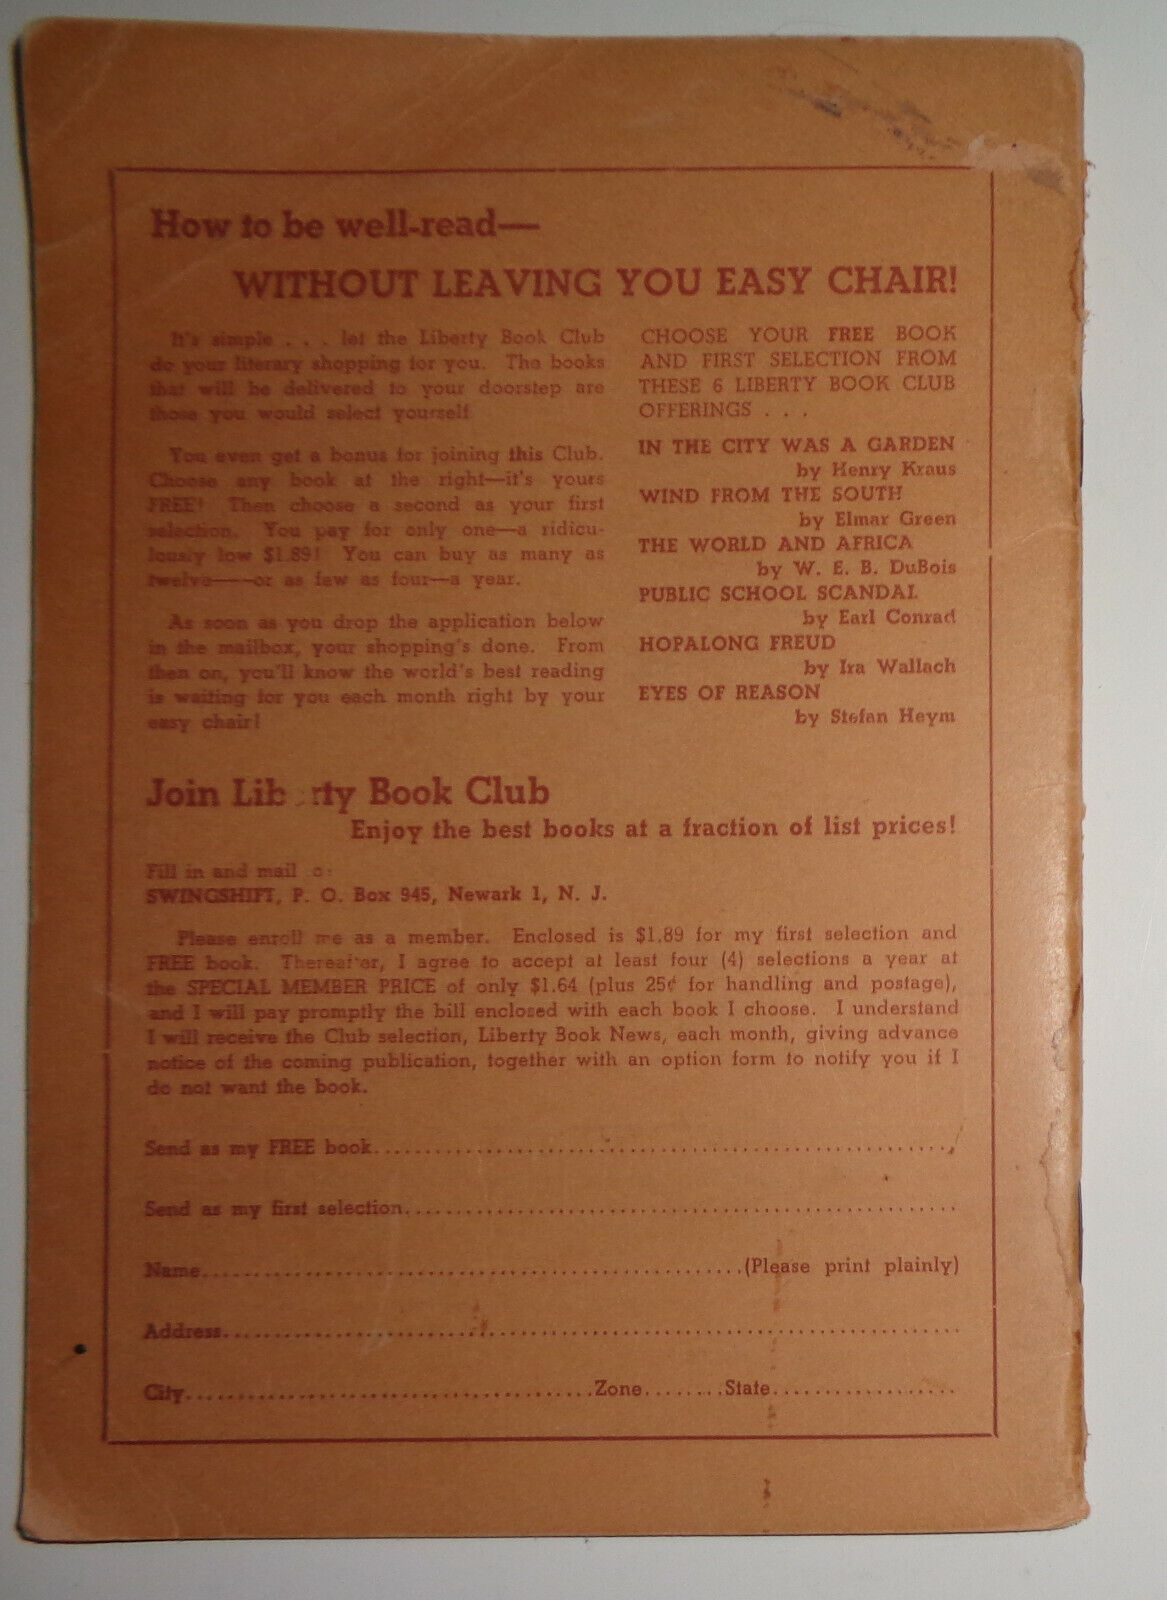 How to be well-read—
WITHOUT LEAVING YOU EASY CHAIR!
It's simple . . . let the Liberty Book Club
do your literary shopping for you. The books
that will be delivered to your doorstep are
those you would select yourself
You even get a bonus for joining this Club.
Choose any book at the right—it's yours
FREE! Then choose a second as your first
selection. You pay for only one—a ridicu-
lously low $1.89! You can buy as many as
twelve—or as few as four—a year.
As soon as you drop the application below
in the mailbox, your shopping's done. From
then on, you'll know the world's best reading
is waiting for you each month right by your
easy chair!
CHOOSE YOUR FREE BOOK
AND FIRST SELECTION FROM
THESE 6 LIBERTY BOOK CLUB
OFFERINGS . . .
IN THE CITY WAS A GARDEN
by Henry Kraus
WIND FROM THE SOUTH
by Elmar Green
THE WORLD AND AFRICA
by W. E. B. DuBois
PUBLIC SCHOOL SCANDAL
by Earl Conrad
HOPALONG FREUD
by Ira Wallach
EYES OF REASON
by Stefan Heym
Join Liberty Book Club
Enjoy the best books at a fraction of list prices!
Fill in and mail to:
SWINGSHIFT, P. O. Box 945, Newark 1, N. J.
Please enroll me as a member. Enclosed is $1.89 for my first selection and
FREE book. Thereafter, I agree to accept at least four (4) selections a year at
the SPECIAL MEMBER PRICE of only $1.64 (plus 25¢ for handling and postage),
and I will pay promptly the bill enclosed with each book I choose. I understand
I will receive the Club selection, Liberty Book News, each month, giving advance
notice of the coming publication, together with an option form to notify you if I
do not want the book.
Send as my FREE book
Send as my first selection
Name (Please print plainly)
Address
City Zone State